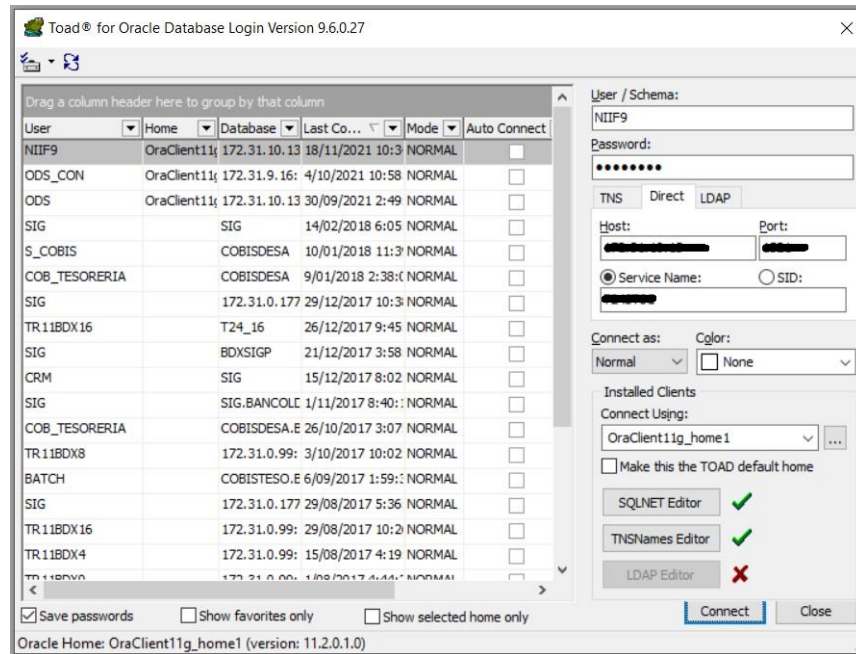 Toad® for Oracle Database Login Version 9.6.0.27
Drag a column header here to group by that column
User Home Database Last Co... Mode Auto Connect
NIIF9 OraClient11g 172.31.10.13 18/11/2021 10:3 NORMAL
ODS_CON OraClient11g 172.31.9.16: 4/10/2021 10:58 NORMAL
ODS OraClient11g 172.31.10.13 30/09/2021 2:49 NORMAL
SIG SIG 14/02/2018 6:05 NORMAL
S_COBIS COBISDESA 10/01/2018 11:3 NORMAL
COB_TESORERIA COBISDESA 9/01/2018 2:38:0 NORMAL
SIG 172.31.0.177 29/12/2017 10:3 NORMAL
TR11BDX16 T24_16 26/12/2017 9:45 NORMAL
SIG BDXSIGP 21/12/2017 3:58 NORMAL
CRM SIG 15/12/2017 8:02 NORMAL
SIG SIG.BANCOLD 1/11/2017 8:40: NORMAL
COB_TESORERIA COBISDESA.E 26/10/2017 3:07 NORMAL
TR11BDX8 172.31.0.99: 3/10/2017 10:02 NORMAL
BATCH COBISTESO.E 6/09/2017 1:59: NORMAL
SIG 172.31.0.177 29/08/2017 5:36 NORMAL
TR11BDX16 172.31.0.99: 29/08/2017 10:2 NORMAL
TR11BDX4 172.31.0.99: 15/08/2017 4:19 NORMAL
Save passwords Show favorites only Show selected home only
Oracle Home: OraClient11g_home1 (version: 11.2.0.1.0)
User / Schema:
NIIF9
Password:
TNS Direct LDAP
Host: Port:
Service Name: SID:
Connect as: Color:
Normal None
Installed Clients
Connect Using:
OraClient11g_home1 ...
Make this the TOAD default home
SQLNET Editor
TNSNames Editor
LDAP Editor
Connect Close